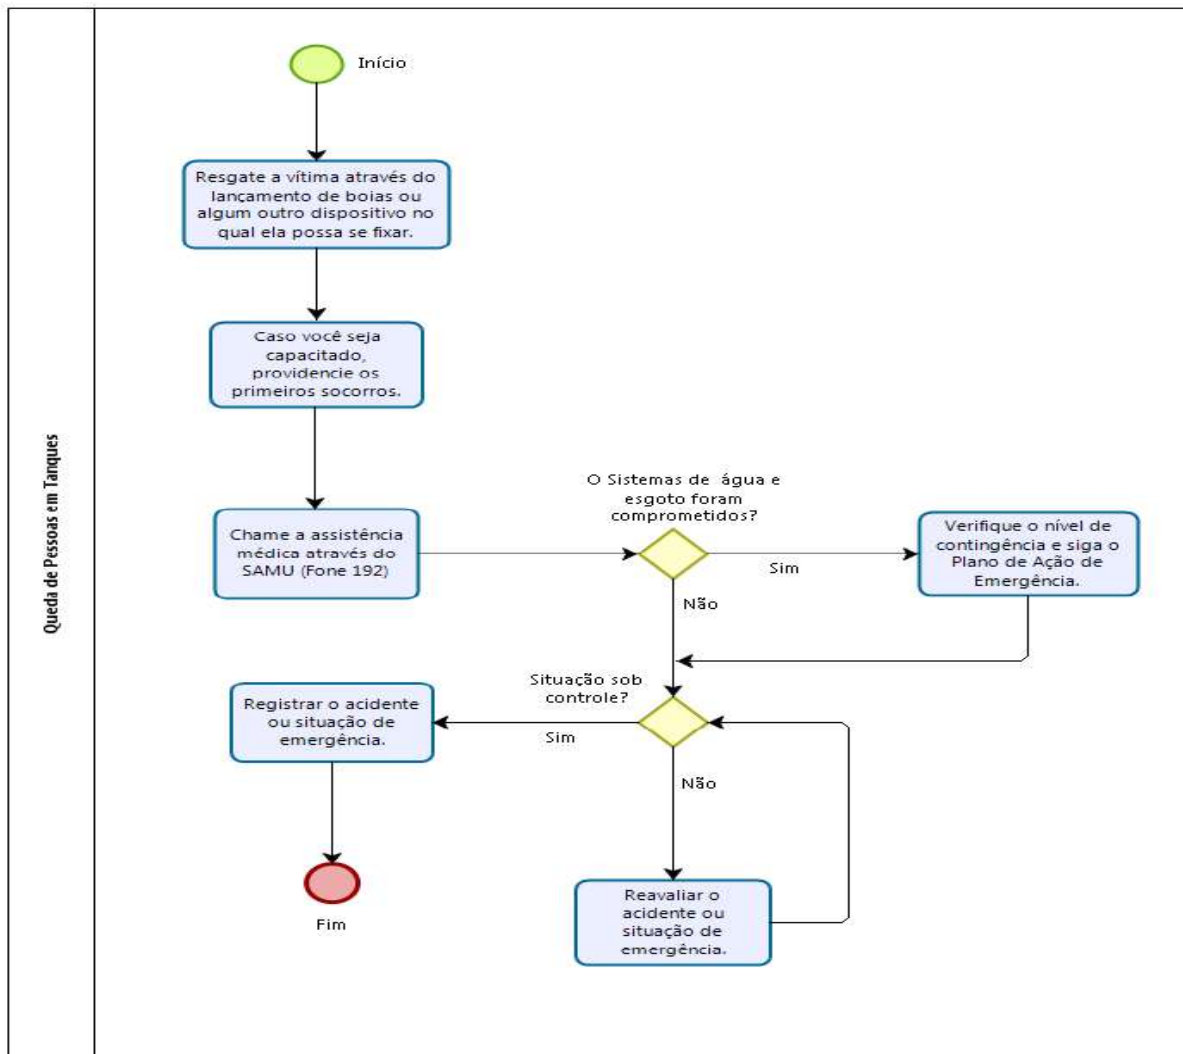 Queda de Pessoas em Tanques
Início
Resgate a vítima através do
lançamento de boias ou
algum outro dispositivo no
qual ela possa se fixar.
Caso você seja
capacitado,
providencie os
primeiros socorros.
Chame a assistência
médica através do
SAMU (Fone 192)
O Sistemas de água e
esgoto foram
comprometidos?
Sim
Não
Verifique o nível de
contingência e siga o
Plano de Ação de
Emergência.
Situação sob
controle?
Sim
Não
Registrar o acidente
ou situação de
emergência.
Fim
Reavaliar o
acidente ou
situação de
emergência.